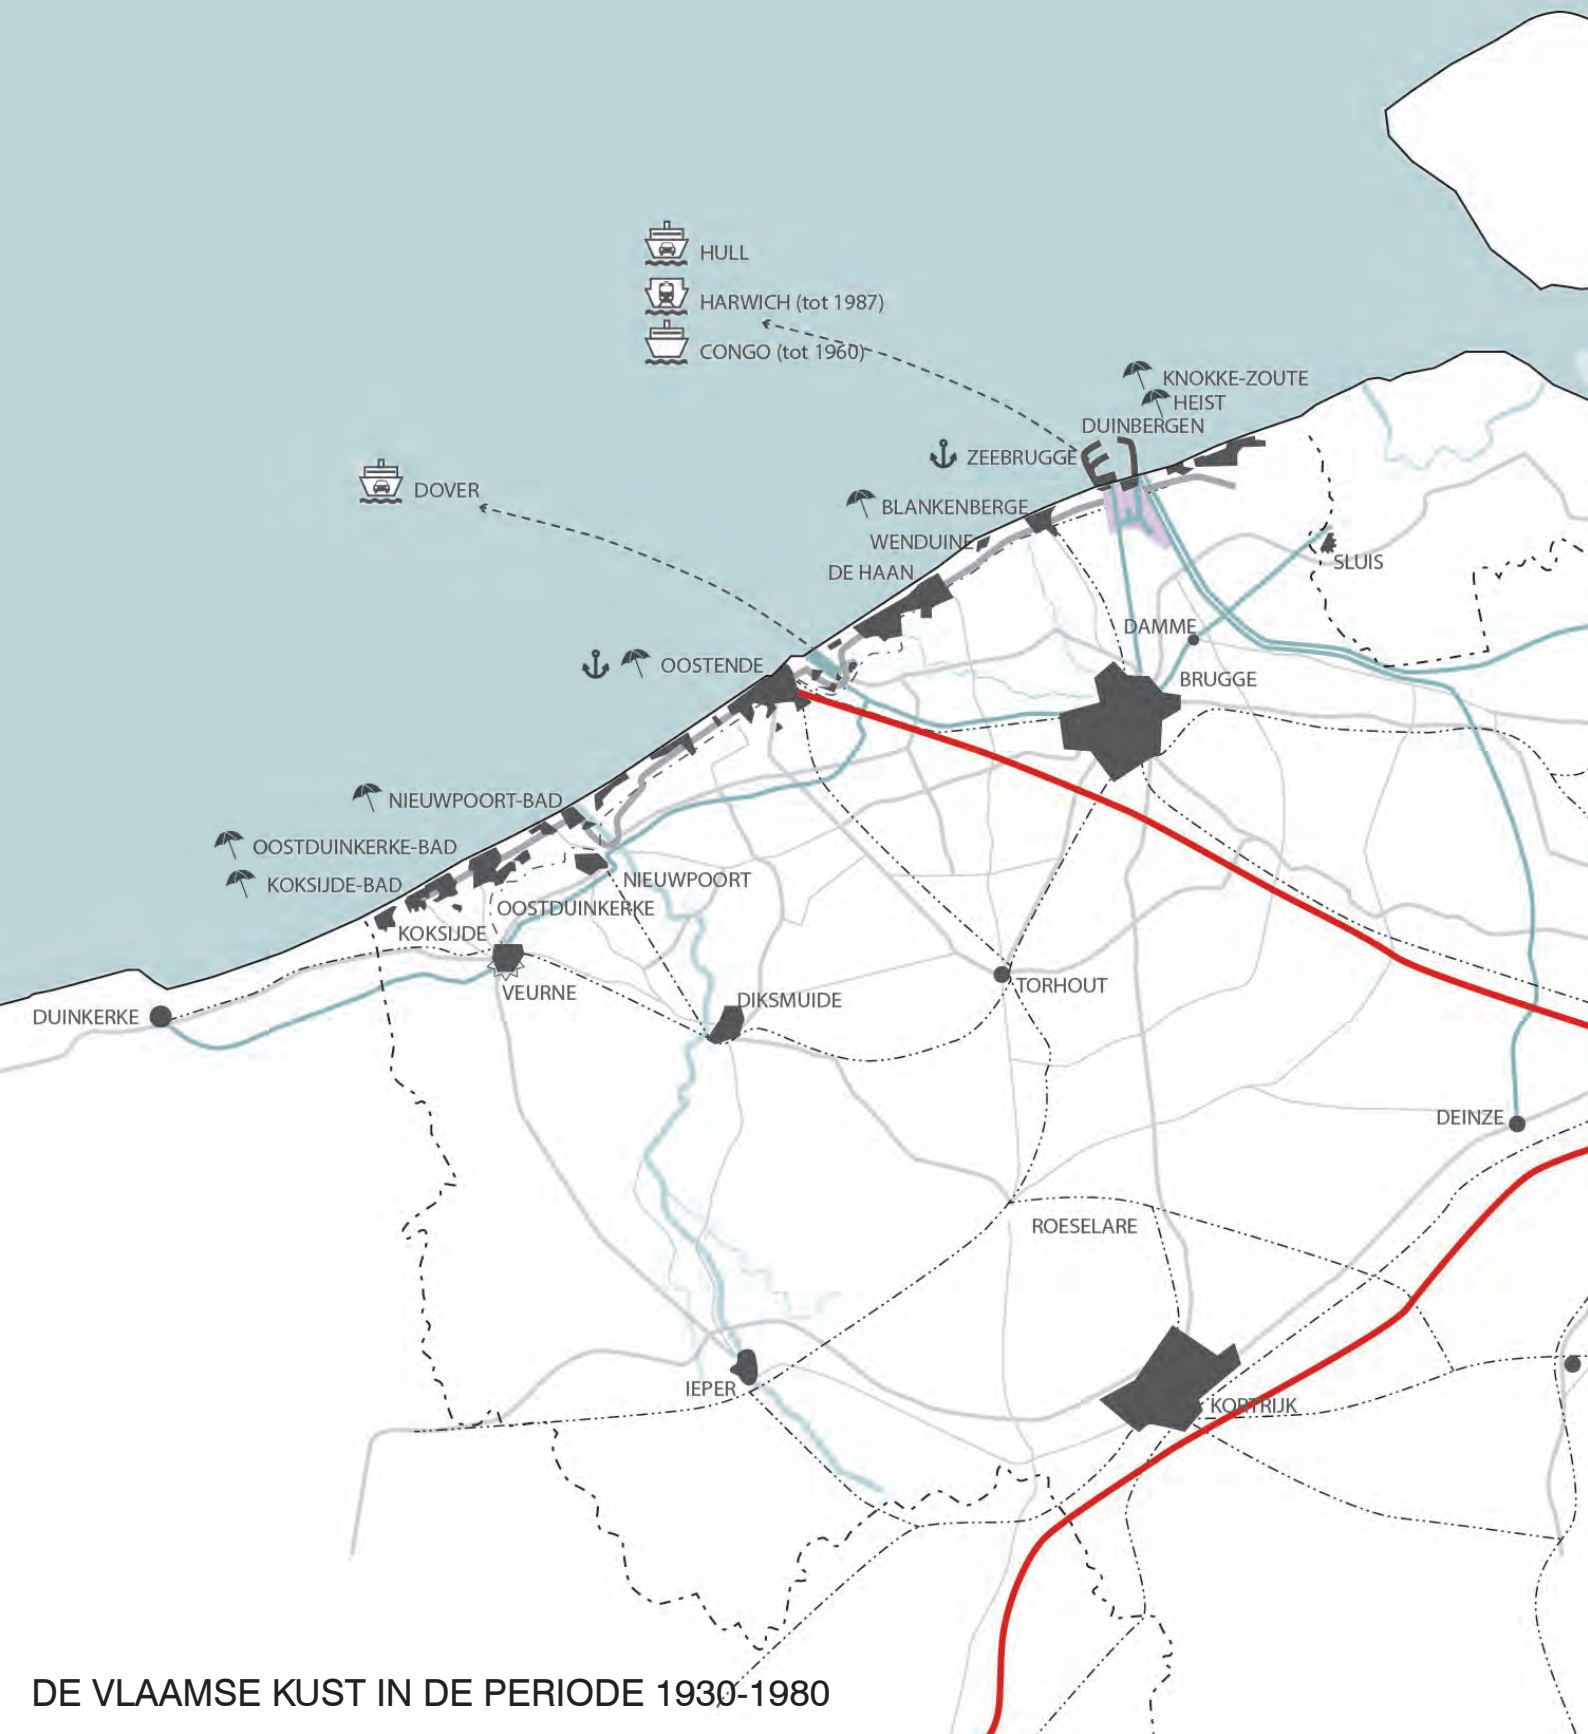 HULL
HARWICH (tot 1987)
CONGO (tot 1960)
KNOKKE-ZOUTE
HEIST
DUINBERGEN
ZEEBRUGGE
DOVER
BLANKENBERGE
WENDUINE
DE HAAN
SLUIS
DAMME
OOSTENDE
BRUGGE
NIEUWPOORT-BAD
OOSTDUINKERKE-BAD
KOKSIJDE-BAD
NIEUWPOORT
OOSTDUINKERKE
KOKSIJDE
VEURNE
DIKSMUIDE
TORHOUT
DUINKERKE
DEINZE
ROESELARE
IEPER
KORTRIJK
DE VLAAMSE KUST IN DE PERIODE 1930-1980